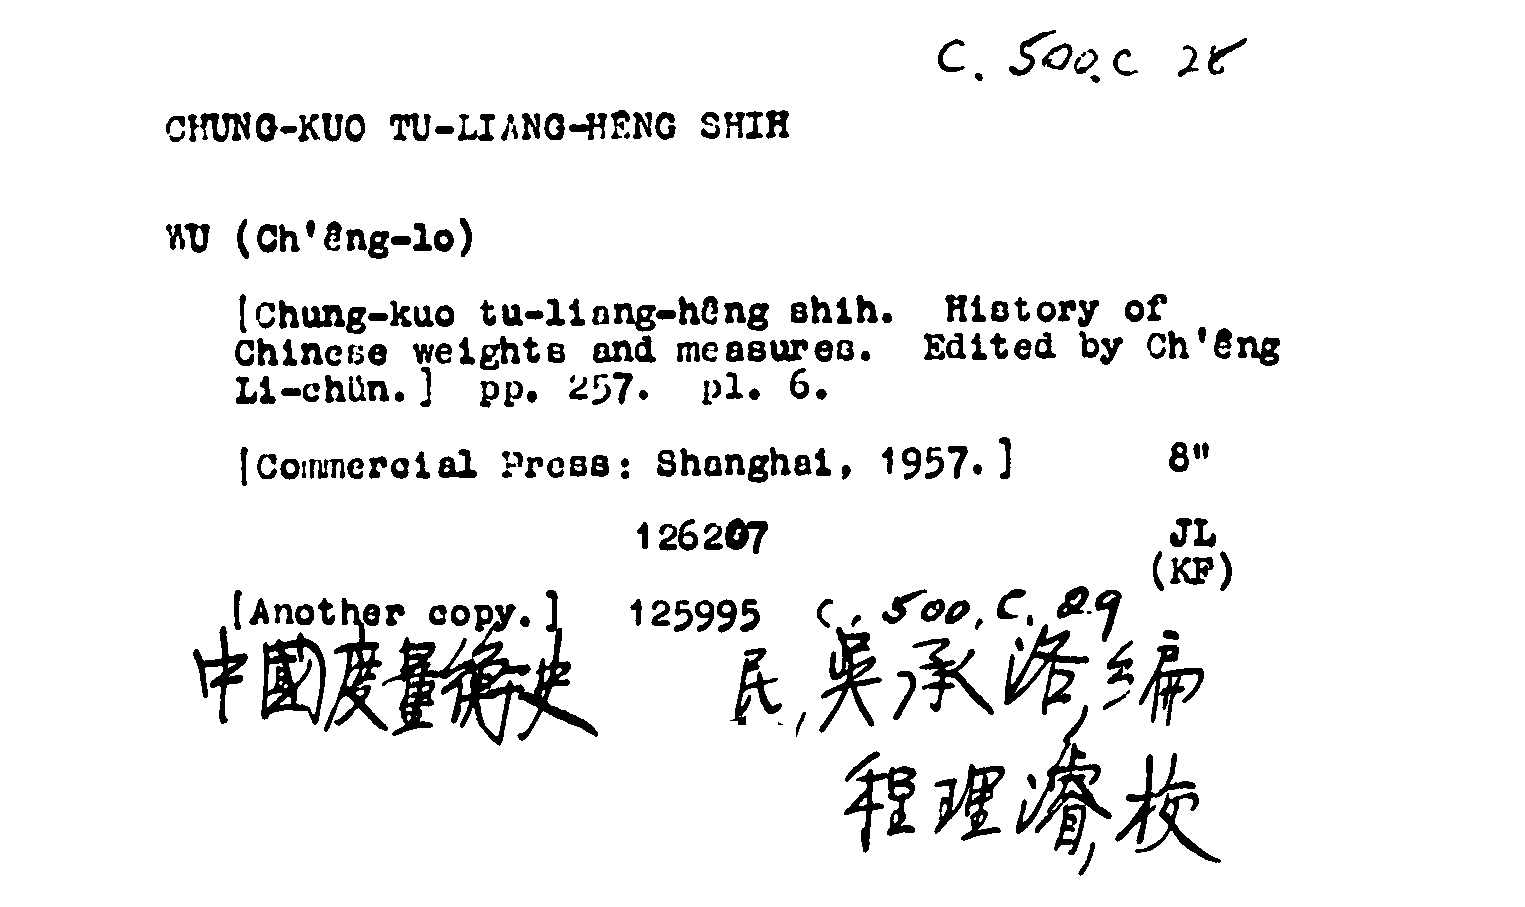 C. 500. C 28
CHUNG-KUO TU-LIANG-HÊNG SHIH
WU (Ch'êng-lo)
[Chung-kuo tu-liang-hêng shih. History of
Chinese weights and measures. Edited by Ch'êng
Li-chün.] pp. 257. pl. 6.
[Commercial Press: Shanghai, 1957.] 8"
126207 JL
(KF)
[Another copy.] 125995 C. 500. C. 29
中國度量衡史 民,吳承洛,編
程理濬,校